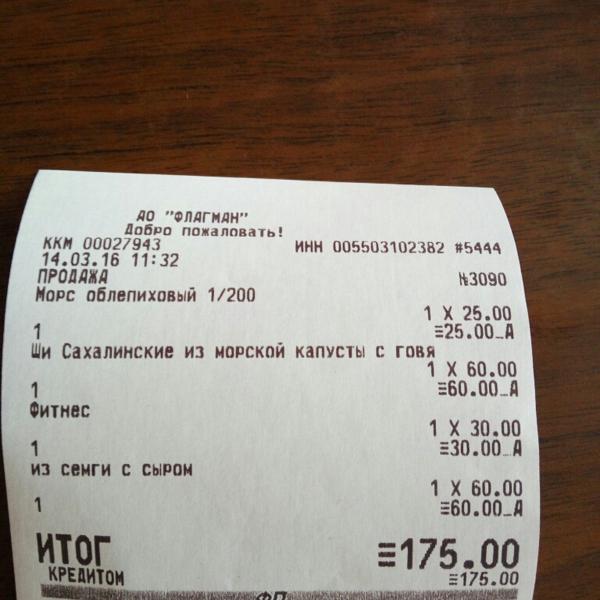 АО "ФЛАГМАН"
Добро пожаловать!
ККМ 00027943 ИНН 005503102382 #5444
14.03.16 11:32
ПРОДАЖА №3090
Морс облепиховый 1/200
1 X 25.00
1 ≡25.00_А
Щи Сахалинские из морской капусты с говя
1 X 60.00
1 ≡60.00_А
Фитнес
1 X 30.00
1 ≡30.00_А
из семги с сыром
1 X 60.00
1 ≡60.00_А
ИТОГ ≡175.00
КРЕДИТОМ ≡175.00
ФП